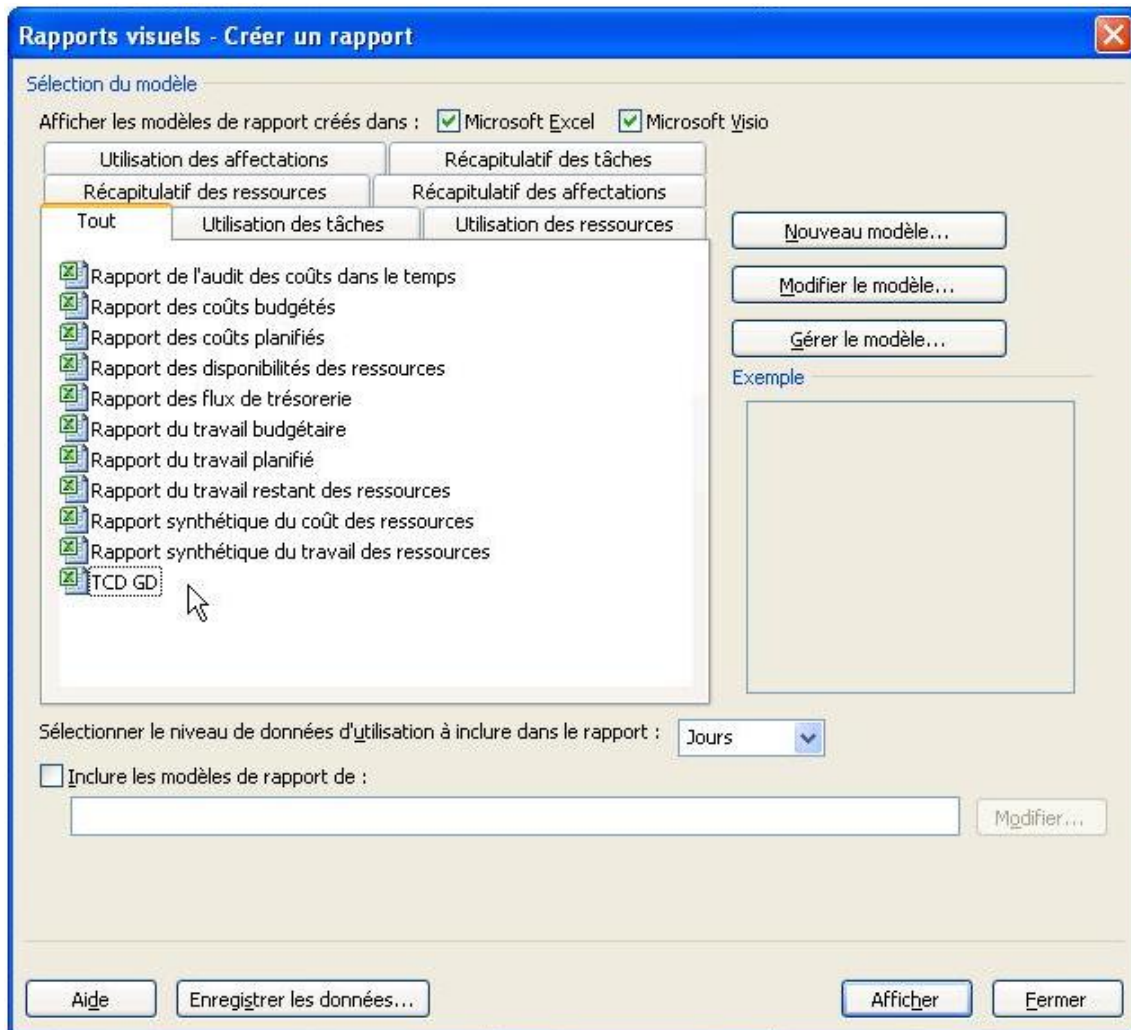 Rapports visuels - Créer un rapport
Sélection du modèle
Afficher les modèles de rapport créés dans : Microsoft Excel Microsoft Visio
Utilisation des affectations Récapitulatif des tâches
Récapitulatif des ressources Récapitulatif des affectations
Tout Utilisation des tâches Utilisation des ressources
Rapport de l'audit des coûts dans le temps
Rapport des coûts budgétés
Rapport des coûts planifiés
Rapport des disponibilités des ressources
Rapport des flux de trésorerie
Rapport du travail budgétaire
Rapport du travail planifié
Rapport du travail restant des ressources
Rapport synthétique du coût des ressources
Rapport synthétique du travail des ressources
TCD GD
Nouveau modèle...
Modifier le modèle...
Gérer le modèle...
Exemple
Sélectionner le niveau de données d'utilisation à inclure dans le rapport : Jours
Inclure les modèles de rapport de :
Modifier...
Aide Enregistrer les données... Afficher Fermer